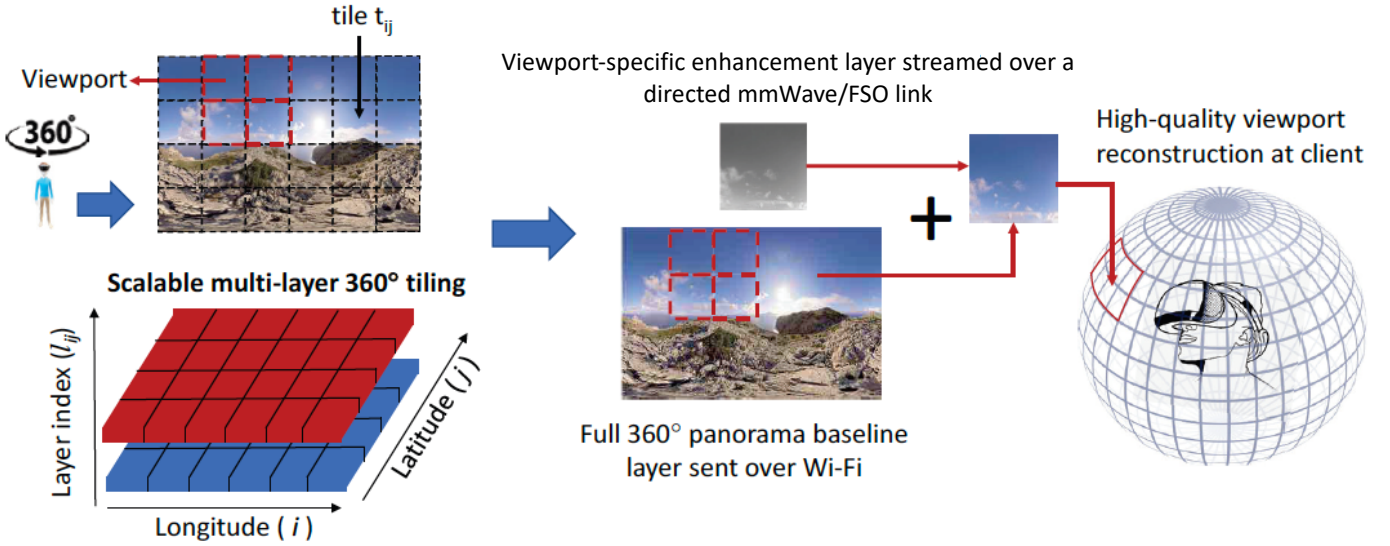 tile t_ij
Viewport
360°
Scalable multi-layer 360° tiling
Layer index (l_ij)
Latitude ( j )
Longitude ( i )
Viewport-specific enhancement layer streamed over a
directed mmWave/FSO link
+
Full 360° panorama baseline
layer sent over Wi-Fi
High-quality viewport
reconstruction at client